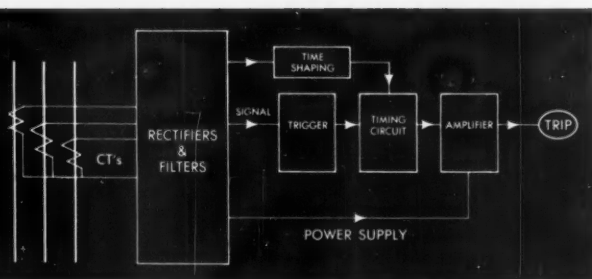 TIME
SHAPING
SIGNAL
RECTIFIERS
&
FILTERS
CT's
TRIGGER
TIMING
CIRCUIT
AMPLIFIER
TRIP
POWER SUPPLY